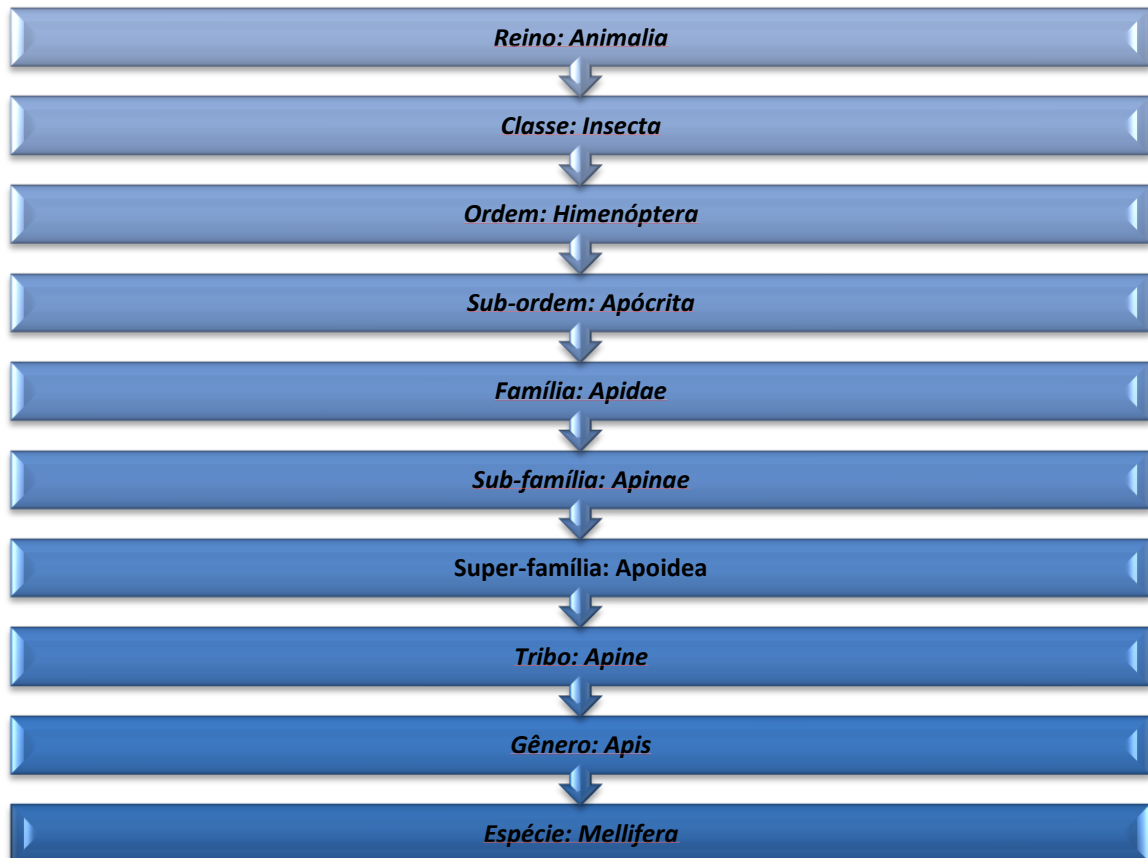 Reino: Animalia
Classe: Insecta
Ordem: Himenóptera
Sub-ordem: Apócrita
Família: Apidae
Sub-família: Apinae
Super-família: Apoidea
Tribo: Apine
Gênero: Apis
Espécie: Mellifera